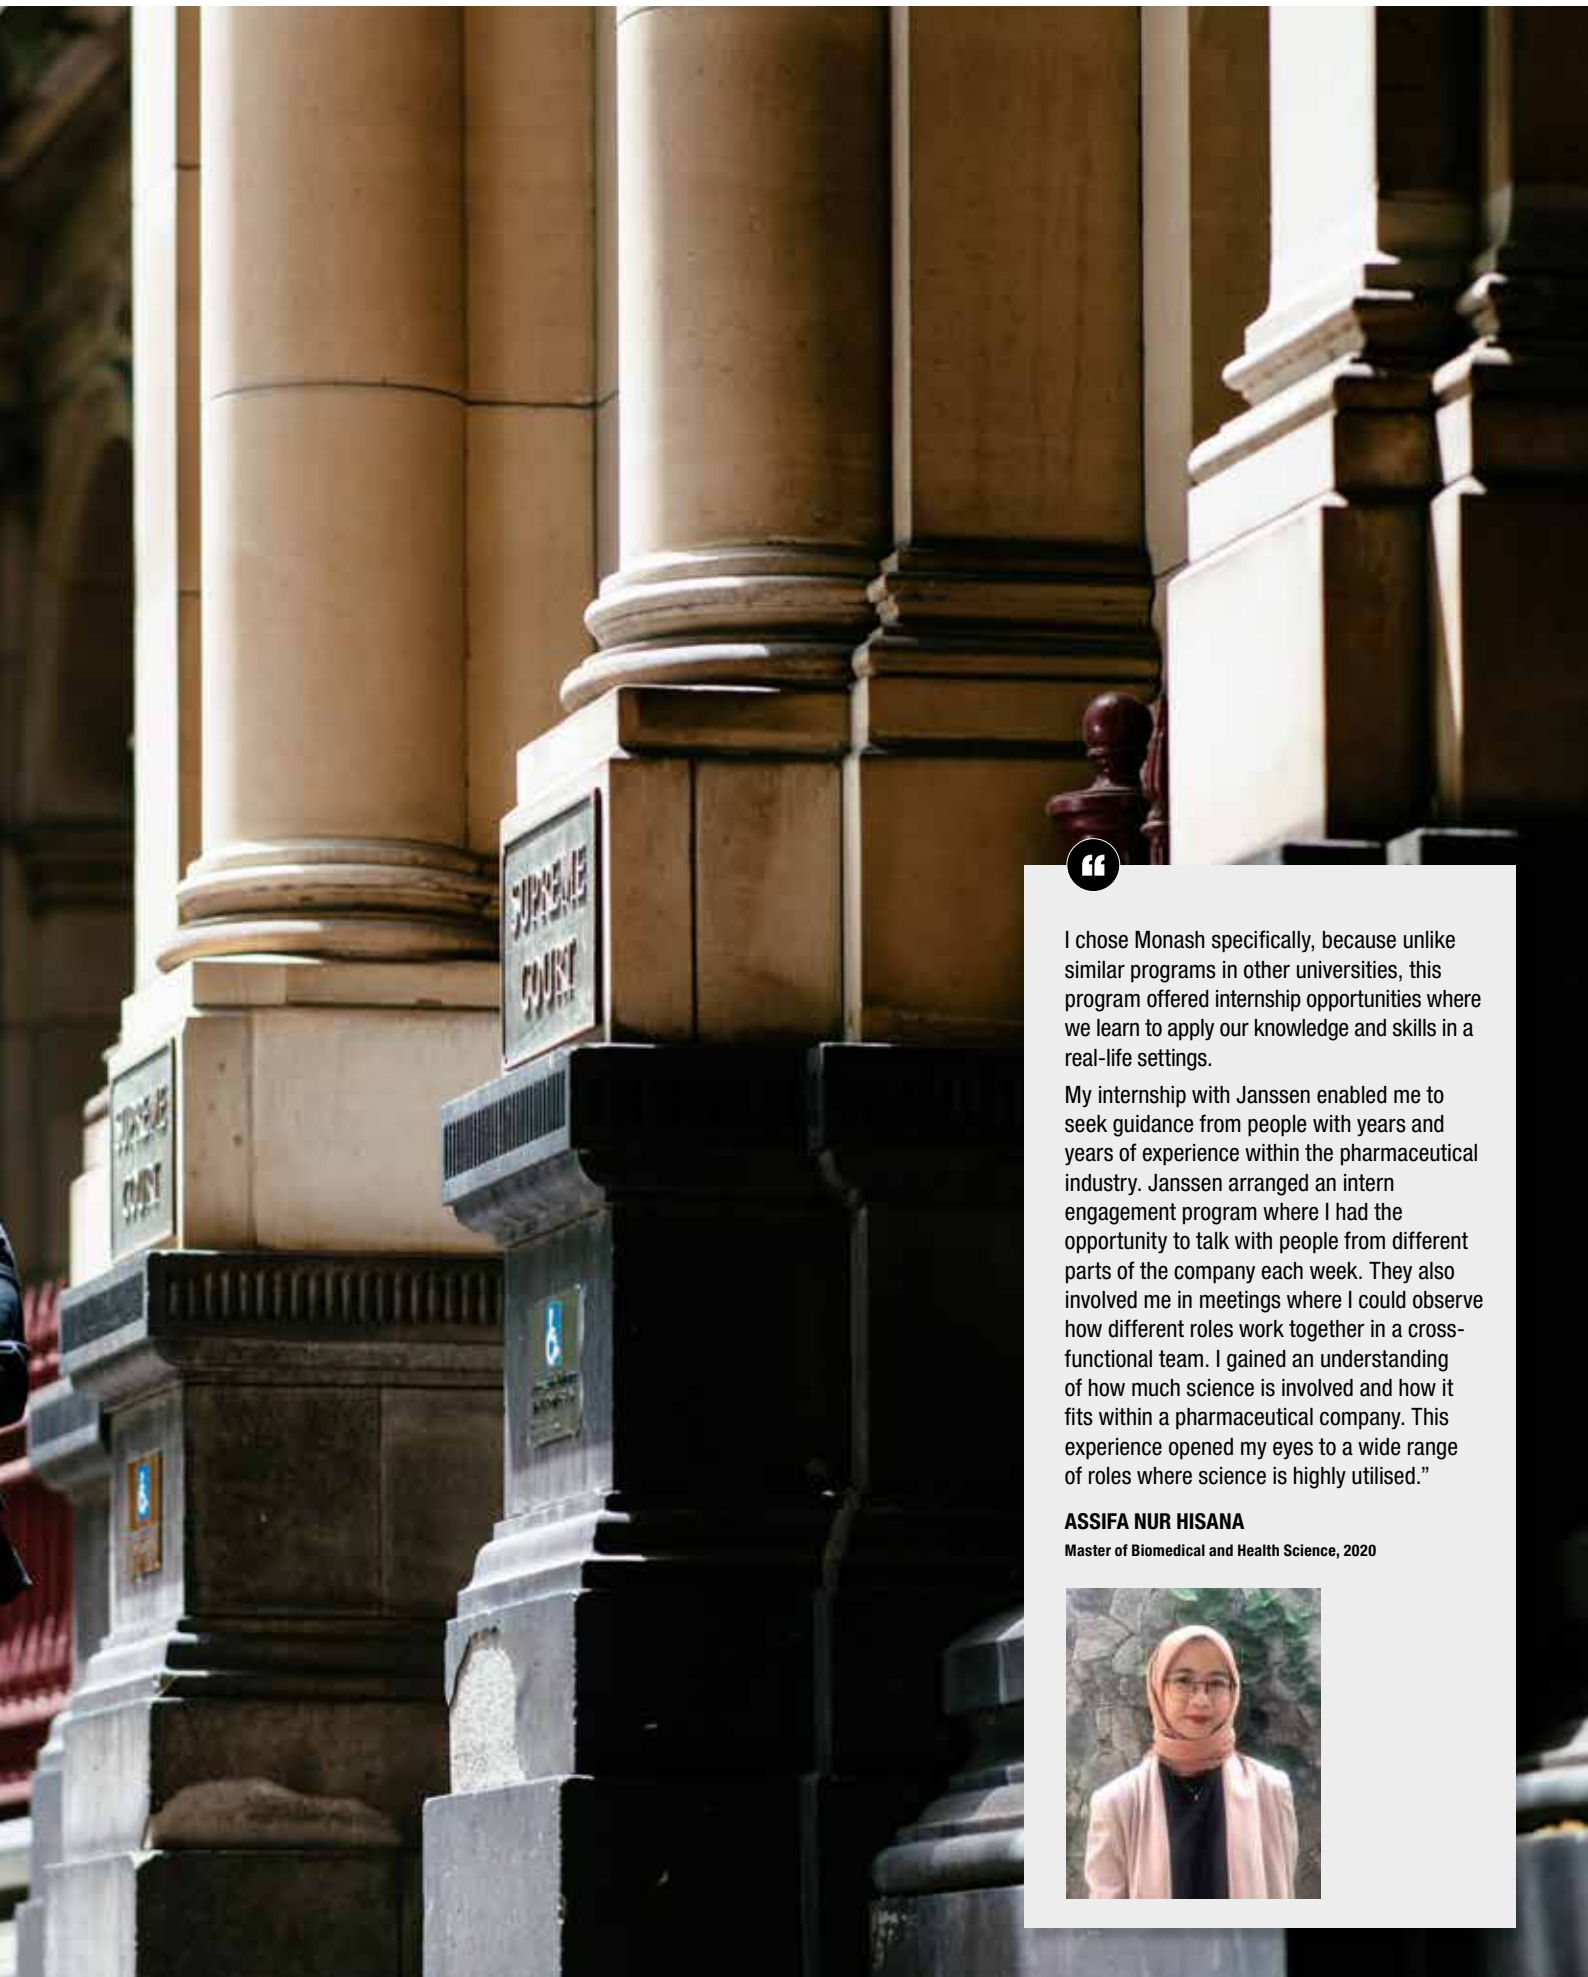 SUPREME
COURT
SUPREME
COURT
“
I chose Monash specifically, because unlike
similar programs in other universities, this
program offered internship opportunities where
we learn to apply our knowledge and skills in a
real-life settings.
My internship with Janssen enabled me to
seek guidance from people with years and
years of experience within the pharmaceutical
industry. Janssen arranged an intern
engagement program where I had the
opportunity to talk with people from different
parts of the company each week. They also
involved me in meetings where I could observe
how different roles work together in a cross-
functional team. I gained an understanding
of how much science is involved and how it
fits within a pharmaceutical company. This
experience opened my eyes to a wide range
of roles where science is highly utilised.”
ASSIFA NUR HISANA
Master of Biomedical and Health Science, 2020